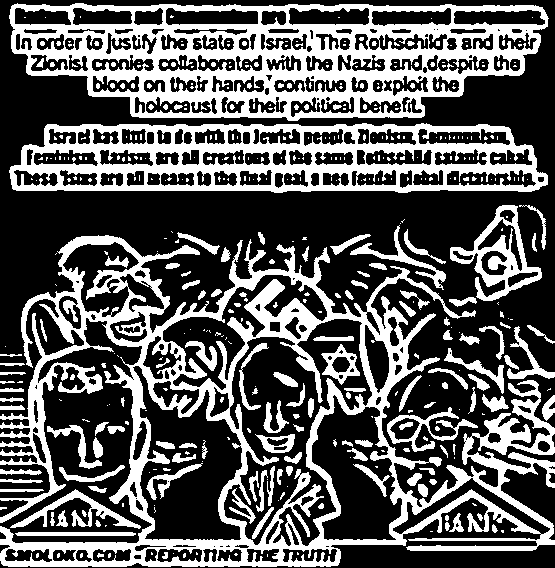 Nazism, Zionism and Communism are Rothschild sponsored movements.
In order to justify the state of Israel, The Rothschild's and their
Zionist cronies collaborated with the Nazis and, despite the
blood on their hands, continue to exploit the
holocaust for their political benefit.
Israel has little to do with the Jewish people. Zionism, Communism,
Feminism, Nazism, are all creations of the same Rothschild satanic cabal.
These 'isms are all means to the final goal, a neo feudal global dictatorship. -
G
BANK
BANK
SMOLOKO.COM - REPORTING THE TRUTH